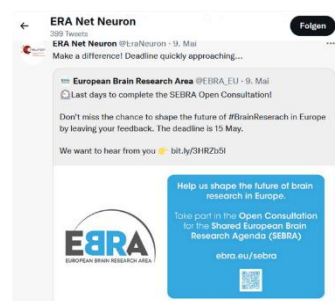 ERA Net Neuron
399 Tweets
Folgen
ERA Net Neuron @EraNeuron · 9. Mai
Make a difference! Deadline quickly approaching...
European Brain Research Area @EBRA_EU · 9. Mai
Last days to complete the SEBRA Open Consultation!
Don't miss the chance to shape the future of #BrainReserach in Europe
by leaving your feedback. The deadline is 15 May.
We want to hear from you 👉 bit.ly/3HRZb5I
EBRA
EUROPEAN BRAIN RESEARCH AREA
Help us shape the future of brain
research in Europe.
Take part in the Open Consultation
for the Shared European Brain
Research Agenda (SEBRA)
ebra.eu/sebra